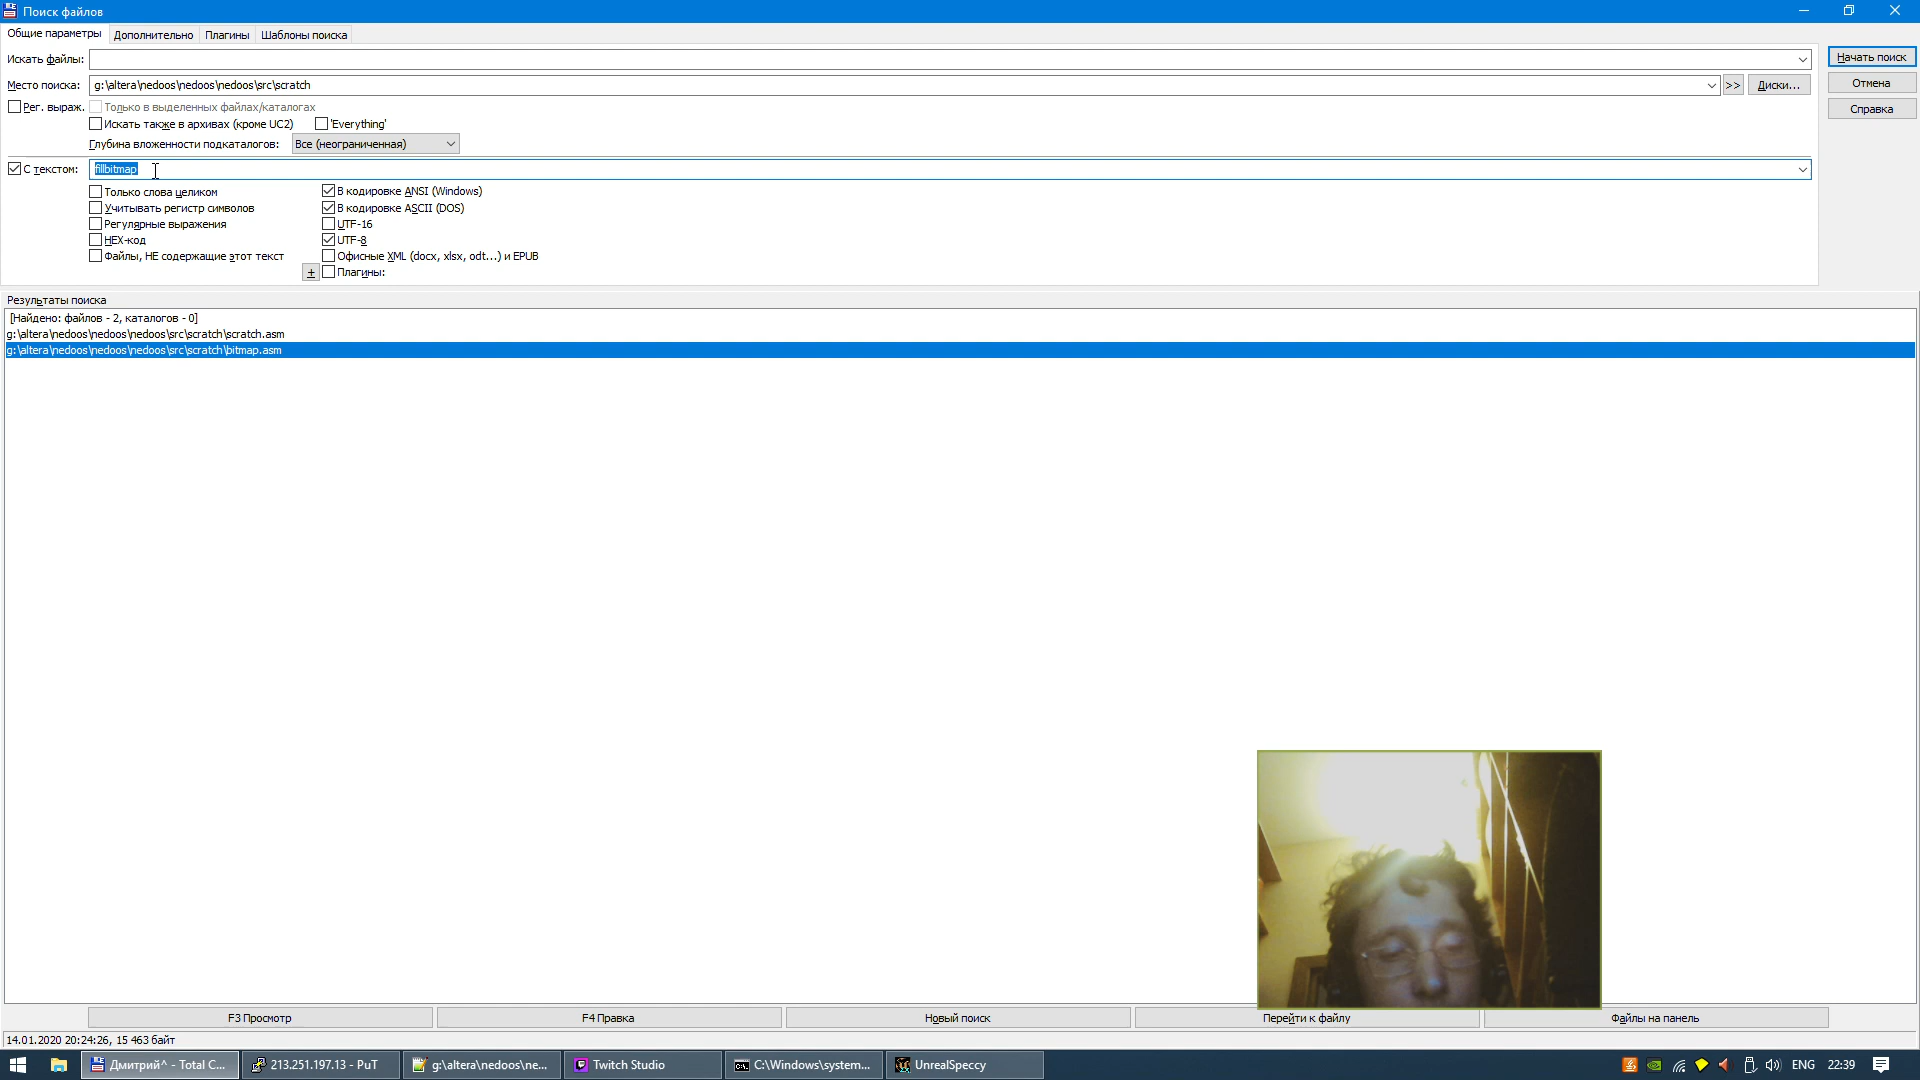 Поиск файлов
Общие параметры Дополнительно Плагины Шаблоны поиска
Искать файлы:
Начать поиск
Место поиска: g:\altera\nedoos\nedoos\nedoos\src\scratch >> Диски...
Отмена
Рег. выраж. Только в выделенных файлах/каталогах
Справка
Искать также в архивах (кроме UC2) 'Everything'
Глубина вложенности подкаталогов: Все (неограниченная)
С текстом: fillbitmap
Только слова целиком В кодировке ANSI (Windows)
Учитывать регистр символов В кодировке ASCII (DOS)
Регулярные выражения UTF-16
HEX-код UTF-8
Файлы, НЕ содержащие этот текст Офисные XML (docx, xlsx, odt...) и EPUB
+ Плагины:
Результаты поиска
[Найдено: файлов - 2, каталогов - 0]
g:\altera\nedoos\nedoos\nedoos\src\scratch\scratch.asm
g:\altera\nedoos\nedoos\nedoos\src\scratch\bitmap.asm
F3 Просмотр F4 Правка Новый поиск Перейти к файлу Файлы на панель
14.01.2020 20:24:26, 15 463 байт
Дмитрий^ - Total C... 213.251.197.13 - PuT g:\altera\nedoos\ne... Twitch Studio C:\Windows\system... UnrealSpeccy ENG 22:39